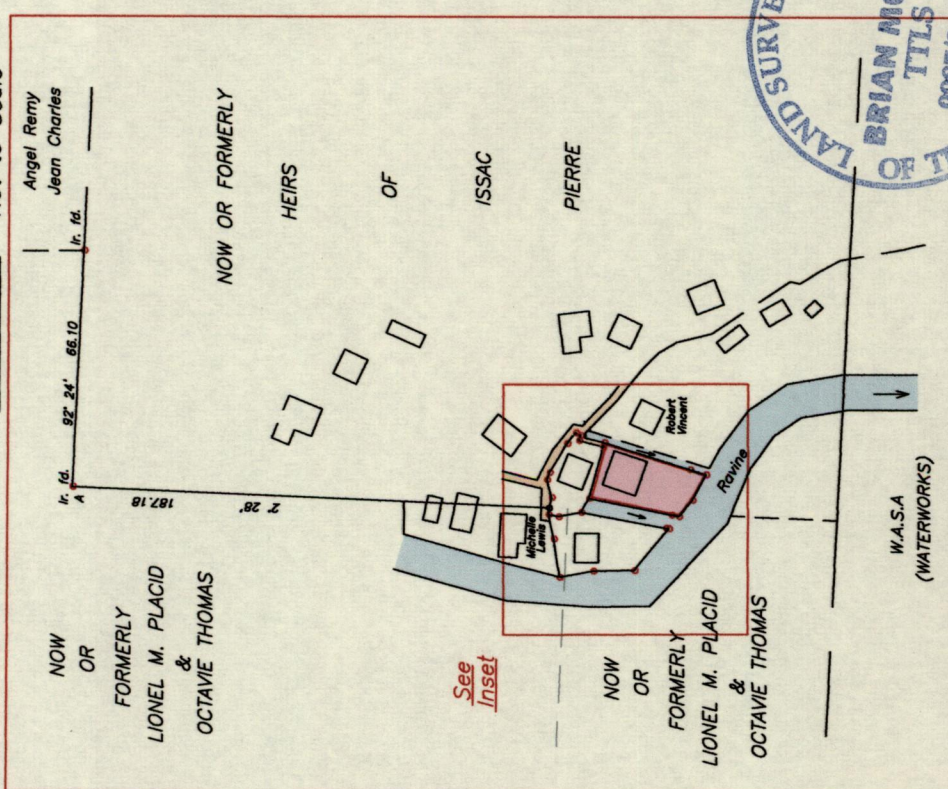 Angel Remy
Jean Charles
Ir. fd.
92° 24' 66.10
Ir. fd.
A
187.18
2° 28'
NOW OR FORMERLY
HEIRS
OF
ISSAC
PIERRE
NOW
OR
FORMERLY
LIONEL M. PLACID
&
OCTAVIE THOMAS
See
Inset
Michelle
Lewis
Robert
Vincent
Ravine
NOW
OR
FORMERLY
LIONEL M. PLACID
&
OCTAVIE THOMAS
W.A.S.A
(WATERWORKS)
LAND
BRIAN
TTLS
OF